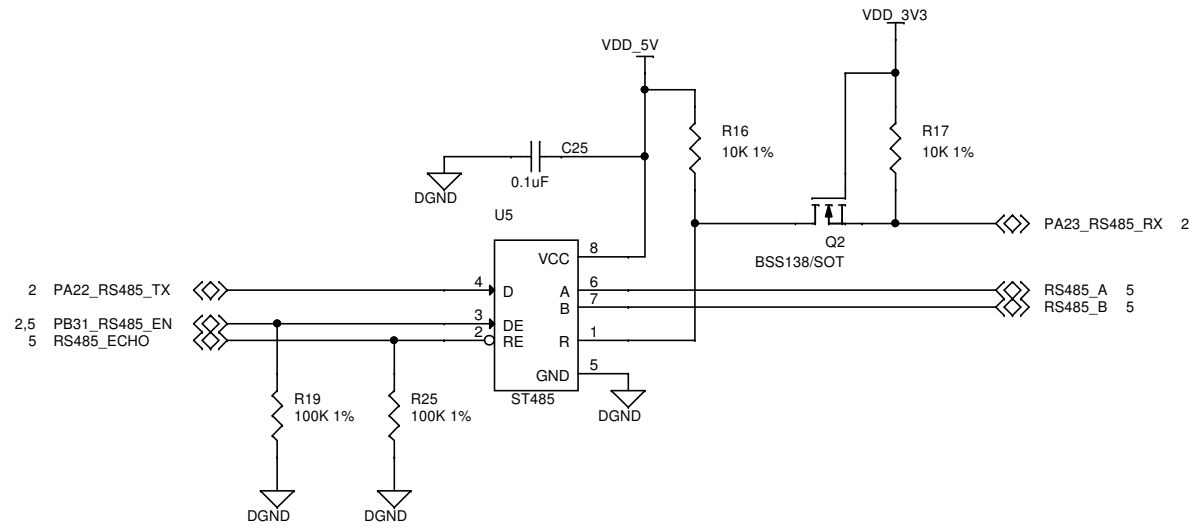 VDD_3V3
VDD_5V
R16
10K 1%
R17
10K 1%
C25
0.1uF
DGND
U5
PA23_RS485_RX 2
Q2
BSS138/SOT
8
VCC
2 PA22_RS485_TX
4
D
A
6
RS485_A 5
B
7
RS485_B 5
2,5 PB31_RS485_EN
3
DE
5 RS485_ECHO
2
RE
R
1
GND
5
ST485
DGND
R19
100K 1%
R25
100K 1%
DGND
DGND